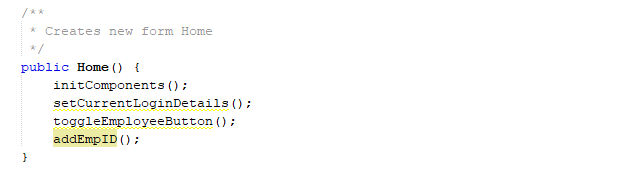 /**
 * Creates new form Home
 */
public Home() {
    initComponents();
    setCurrentLoginDetails();
    toggleEmployeeButton();
    addEmpID();
}